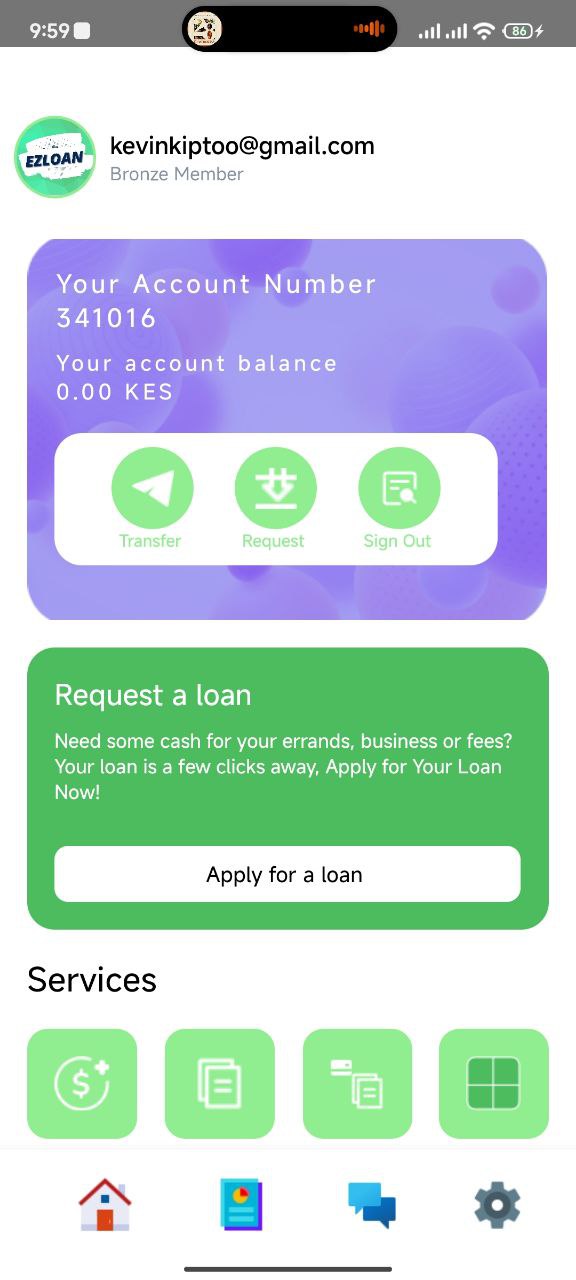 9:59
86
EZLOAN
kevinkiptoo@gmail.com
Bronze Member
Your Account Number
341016
Your account balance
0.00 KES
Transfer
Request
Sign Out
Request a loan
Need some cash for your errands, business or fees?
Your loan is a few clicks away, Apply for Your Loan
Now!
Apply for a loan
Services
$